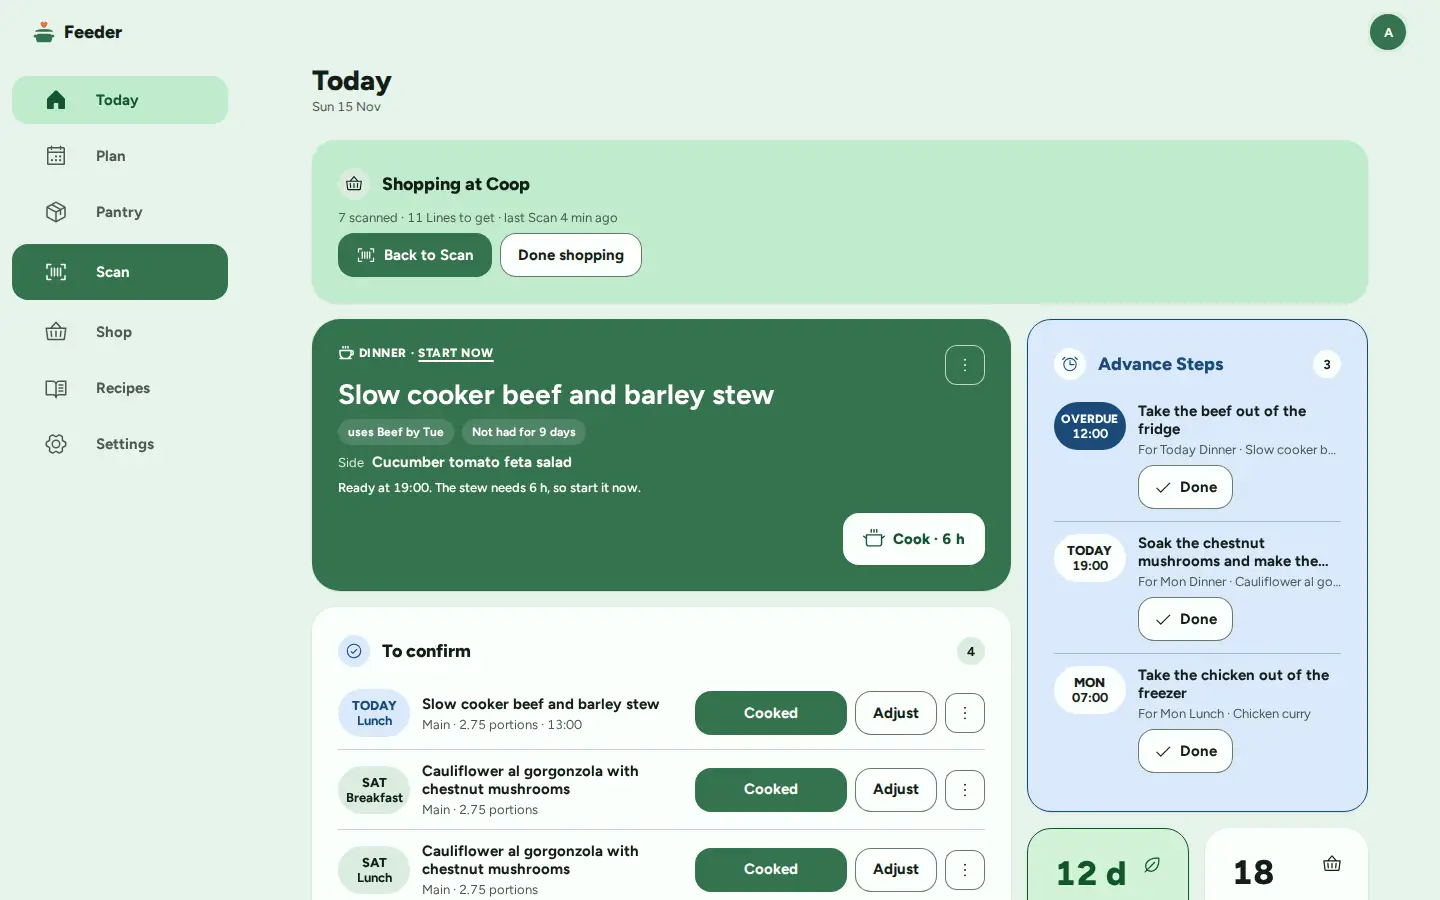 Feeder
A
Today
Plan
Pantry
Scan
Shop
Recipes
Settings
Today
Sun 15 Nov
Shopping at Coop
7 scanned · 11 Lines to get · last Scan 4 min ago
Back to Scan
Done shopping
DINNER · START NOW
Slow cooker beef and barley stew
uses Beef by Tue
Not had for 9 days
Side Cucumber tomato feta salad
Ready at 19:00. The stew needs 6 h, so start it now.
Cook · 6 h
To confirm
4
TODAY
Lunch
Slow cooker beef and barley stew
Main · 2.75 portions · 13:00
Cooked
Adjust
SAT
Breakfast
Cauliflower al gorgonzola with
chestnut mushrooms
Main · 2.75 portions
Cooked
Adjust
SAT
Lunch
Cauliflower al gorgonzola with
chestnut mushrooms
Main · 2.75 portions
Cooked
Adjust
Advance Steps
3
OVERDUE
12:00
Take the beef out of the
fridge
For Today Dinner · Slow cooker b...
Done
TODAY
19:00
Soak the chestnut
mushrooms and make the...
For Mon Dinner · Cauliflower al go...
Done
MON
07:00
Take the chicken out of the
freezer
For Mon Lunch · Chicken curry
Done
12 d
18